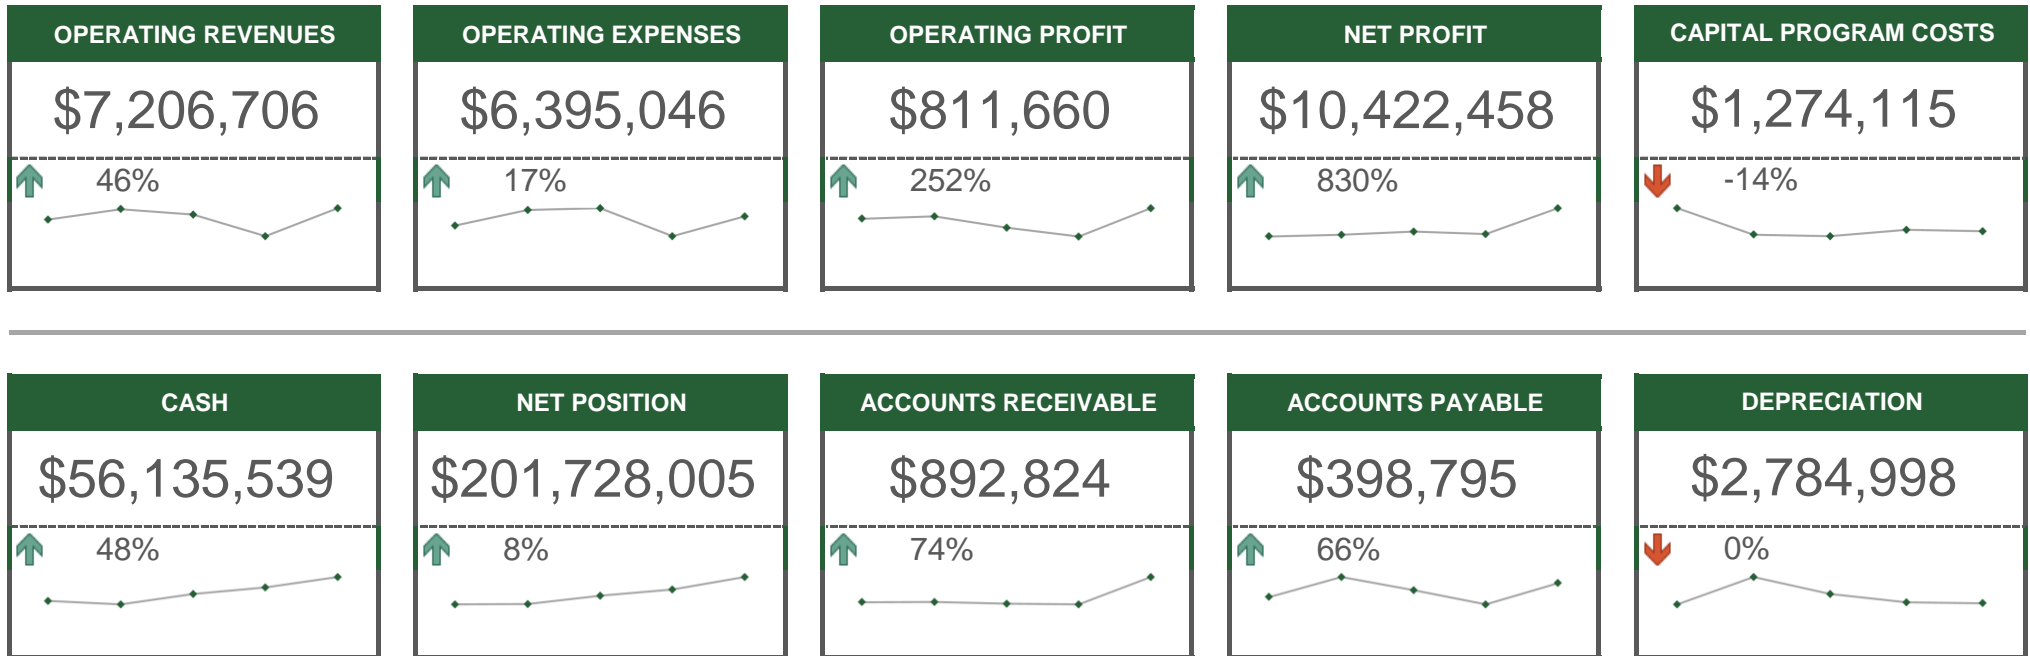 OPERATING REVENUES
$7,206,706
46%
OPERATING EXPENSES
$6,395,046
17%
OPERATING PROFIT
$811,660
252%
NET PROFIT
$10,422,458
830%
CAPITAL PROGRAM COSTS
$1,274,115
-14%
CASH
$56,135,539
48%
NET POSITION
$201,728,005
8%
ACCOUNTS RECEIVABLE
$892,824
74%
ACCOUNTS PAYABLE
$398,795
66%
DEPRECIATION
$2,784,998
0%